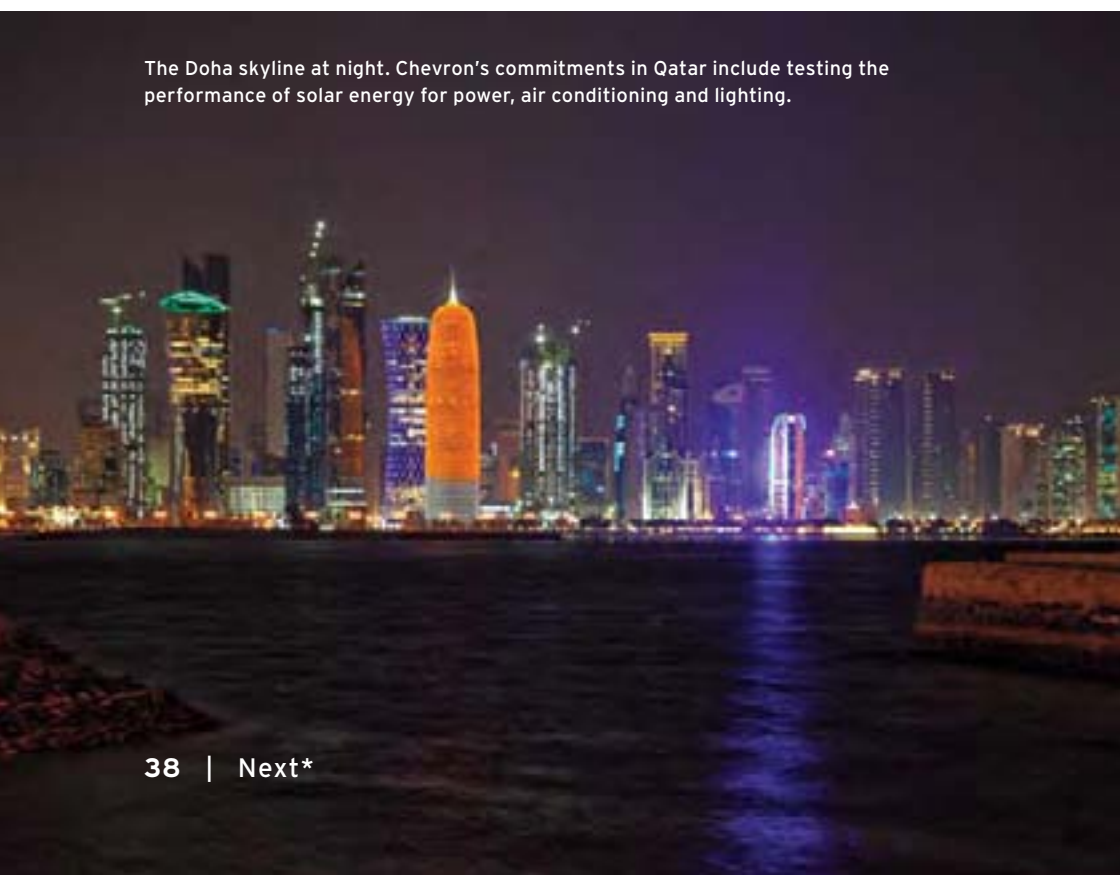 The Doha skyline at night. Chevron's commitments in Qatar include testing the
performance of solar energy for power, air conditioning and lighting.
38 | Next*